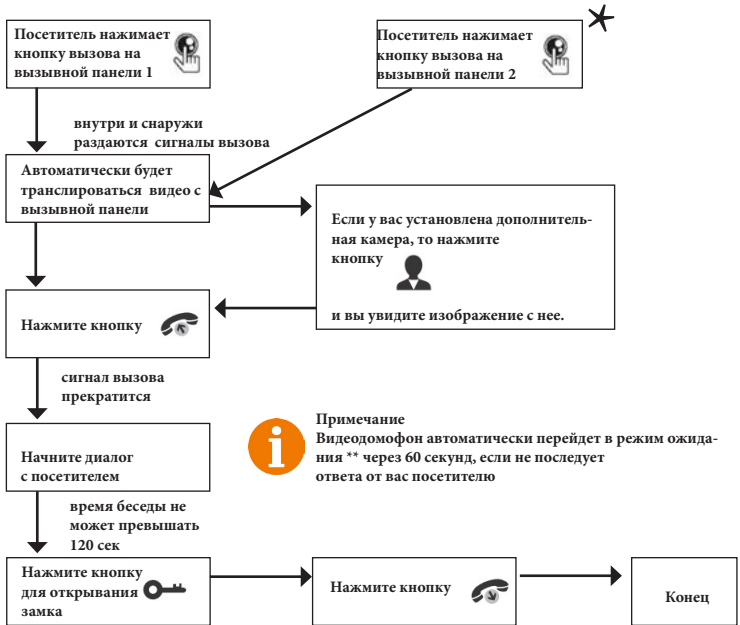 Посетитель нажимает
кнопку вызова на
вызывной панели 1
Посетитель нажимает
кнопку вызова на
вызывной панели 2
внутри и снаружи
раздаются сигналы вызова
Автоматически будет
транслироваться видео с
вызывной панели
Если у вас установлена дополнитель-
ная камера, то нажмите
кнопку
и вы увидите изображение с нее.
Нажмите кнопку
сигнал вызова
прекратится
Примечание
Видеодомофон автоматически перейдет в режим ожида-
ния ** через 60 секунд, если не последует
ответа от вас посетителю
Начните диалог
с посетителем
время беседы не
может превышать
120 сек
Нажмите кнопку
для открывания
замка
Нажмите кнопку
Конец